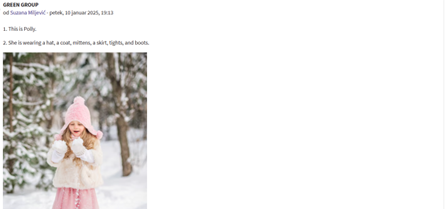 GREEN GROUP
od Suzana Miljević - petak, 10 januar 2025, 19:13
1. This is Polly.
2. She is wearing a hat, a coat, mittens, a skirt, tights, and boots.